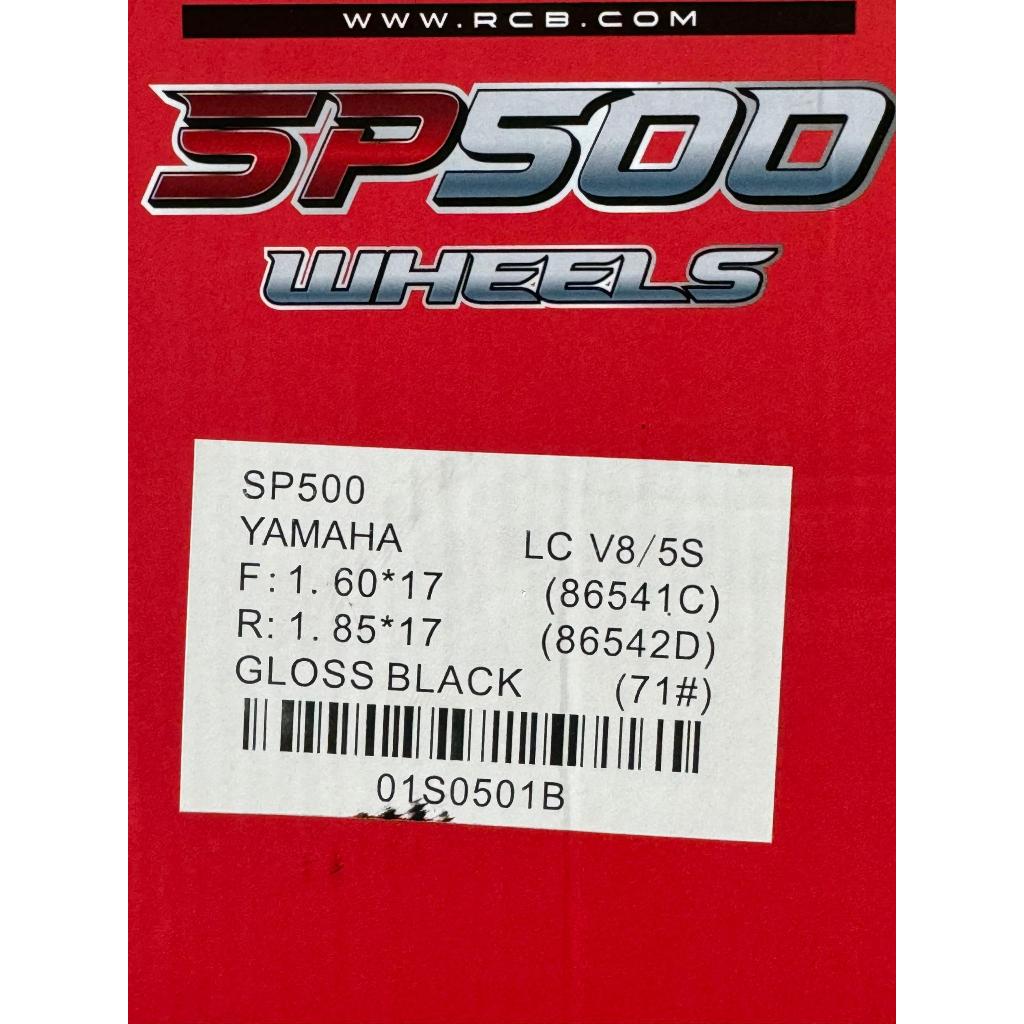 WWW.RCB.COM
SP500
WHEELS
SP500
YAMAHA LC V8/5S
F: 1. 60*17 (86541C)
R: 1. 85*17 (86542D)
GLOSS BLACK (71#)
01S0501B